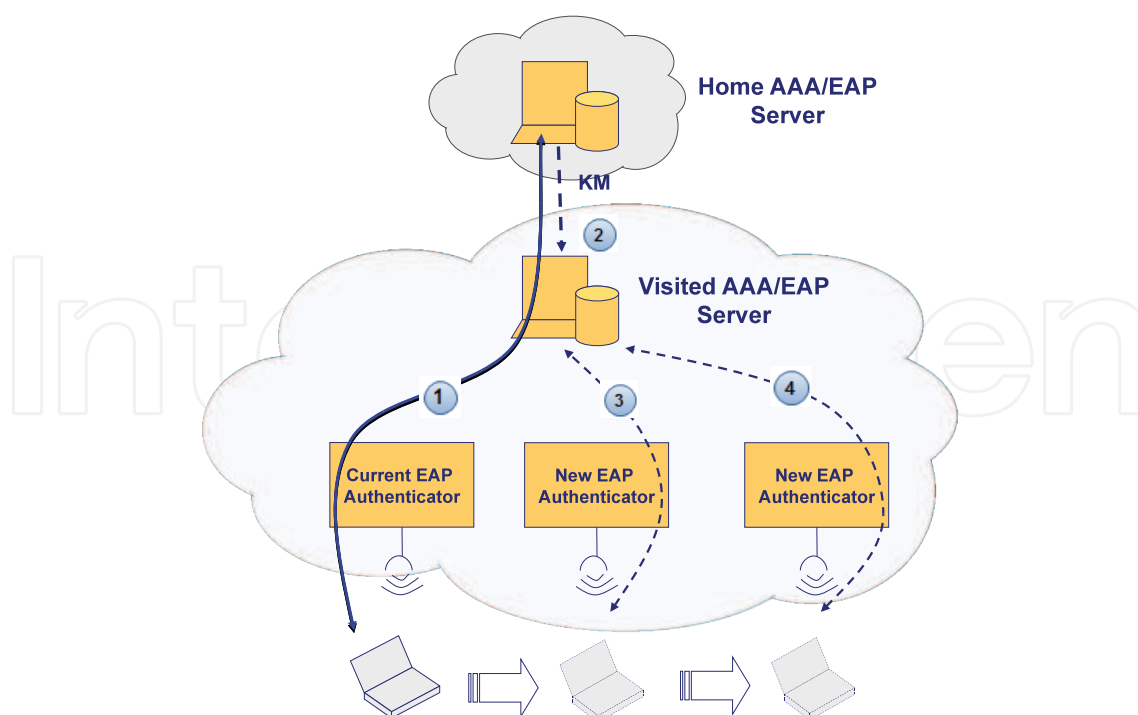 Home AAA/EAP
Server
KM
2
Visited AAA/EAP
Server
1
3
4
Current EAP
Authenticator
New EAP
Authenticator
New EAP
Authenticator